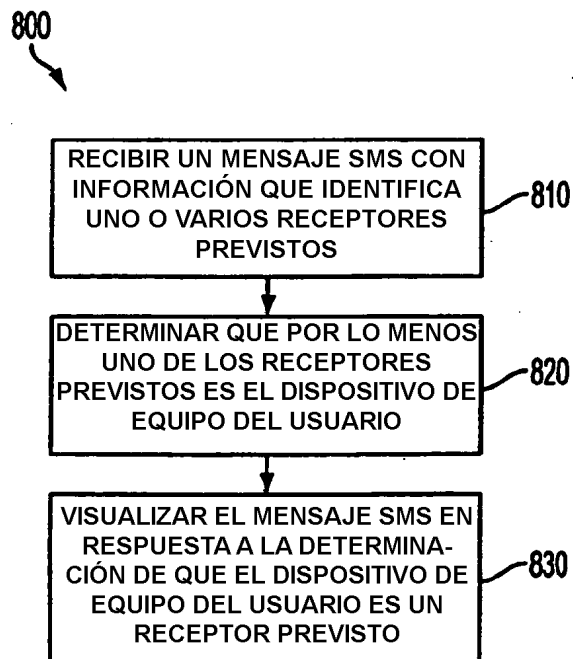 800
RECIBIR UN MENSAJE SMS CON
INFORMACIÓN QUE IDENTIFICA
UNO O VARIOS RECEPTORES
PREVISTOS
810
DETERMINAR QUE POR LO MENOS
UNO DE LOS RECEPTORES
PREVISTOS ES EL DISPOSITIVO DE
EQUIPO DEL USUARIO
820
VISUALIZAR EL MENSAJE SMS EN
RESPUESTA A LA DETERMINA-
CIÓN DE QUE EL DISPOSITIVO DE
EQUIPO DEL USUARIO ES UN
RECEPTOR PREVISTO
830